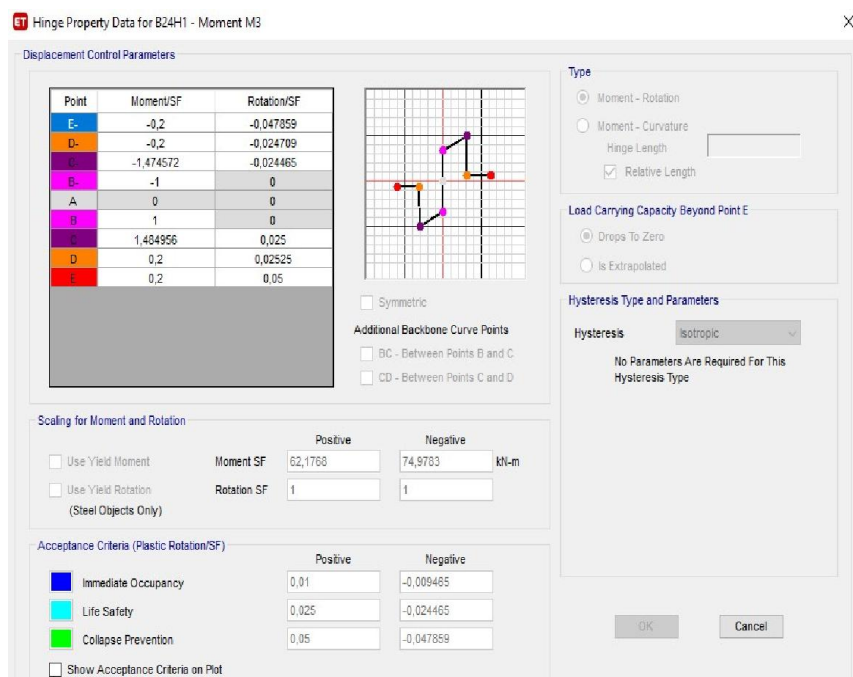 ET Hinge Property Data for B24H1 - Moment M3
Displacement Control Parameters
Point Moment/SF Rotation/SF
E- -0,2 -0,047859
D- -0,2 -0,024709
C- -1,474572 -0,024465
B- -1 0
A 0 0
B 1 0
C 1,484956 0,025
D 0,2 0,02525
E 0,2 0,05
Symmetric
Additional Backbone Curve Points
BC - Between Points B and C
CD - Between Points C and D
Type
Moment - Rotation
Moment - Curvature
Hinge Length
Relative Length
Load Carrying Capacity Beyond Point E
Drops To Zero
Is Extrapolated
Hysteresis Type and Parameters
Hysteresis Isotropic
No Parameters Are Required For This
Hysteresis Type
Scaling for Moment and Rotation
Positive Negative
Use Yield Moment Moment SF 62,1768 74,9783 kN-m
Use Yield Rotation Rotation SF 1 1
(Steel Objects Only)
Acceptance Criteria (Plastic Rotation/SF)
Positive Negative
Immediate Occupancy 0,01 -0,009465
Life Safety 0,025 -0,024465
Collapse Prevention 0,05 -0,047859
Show Acceptance Criteria on Plot
OK Cancel